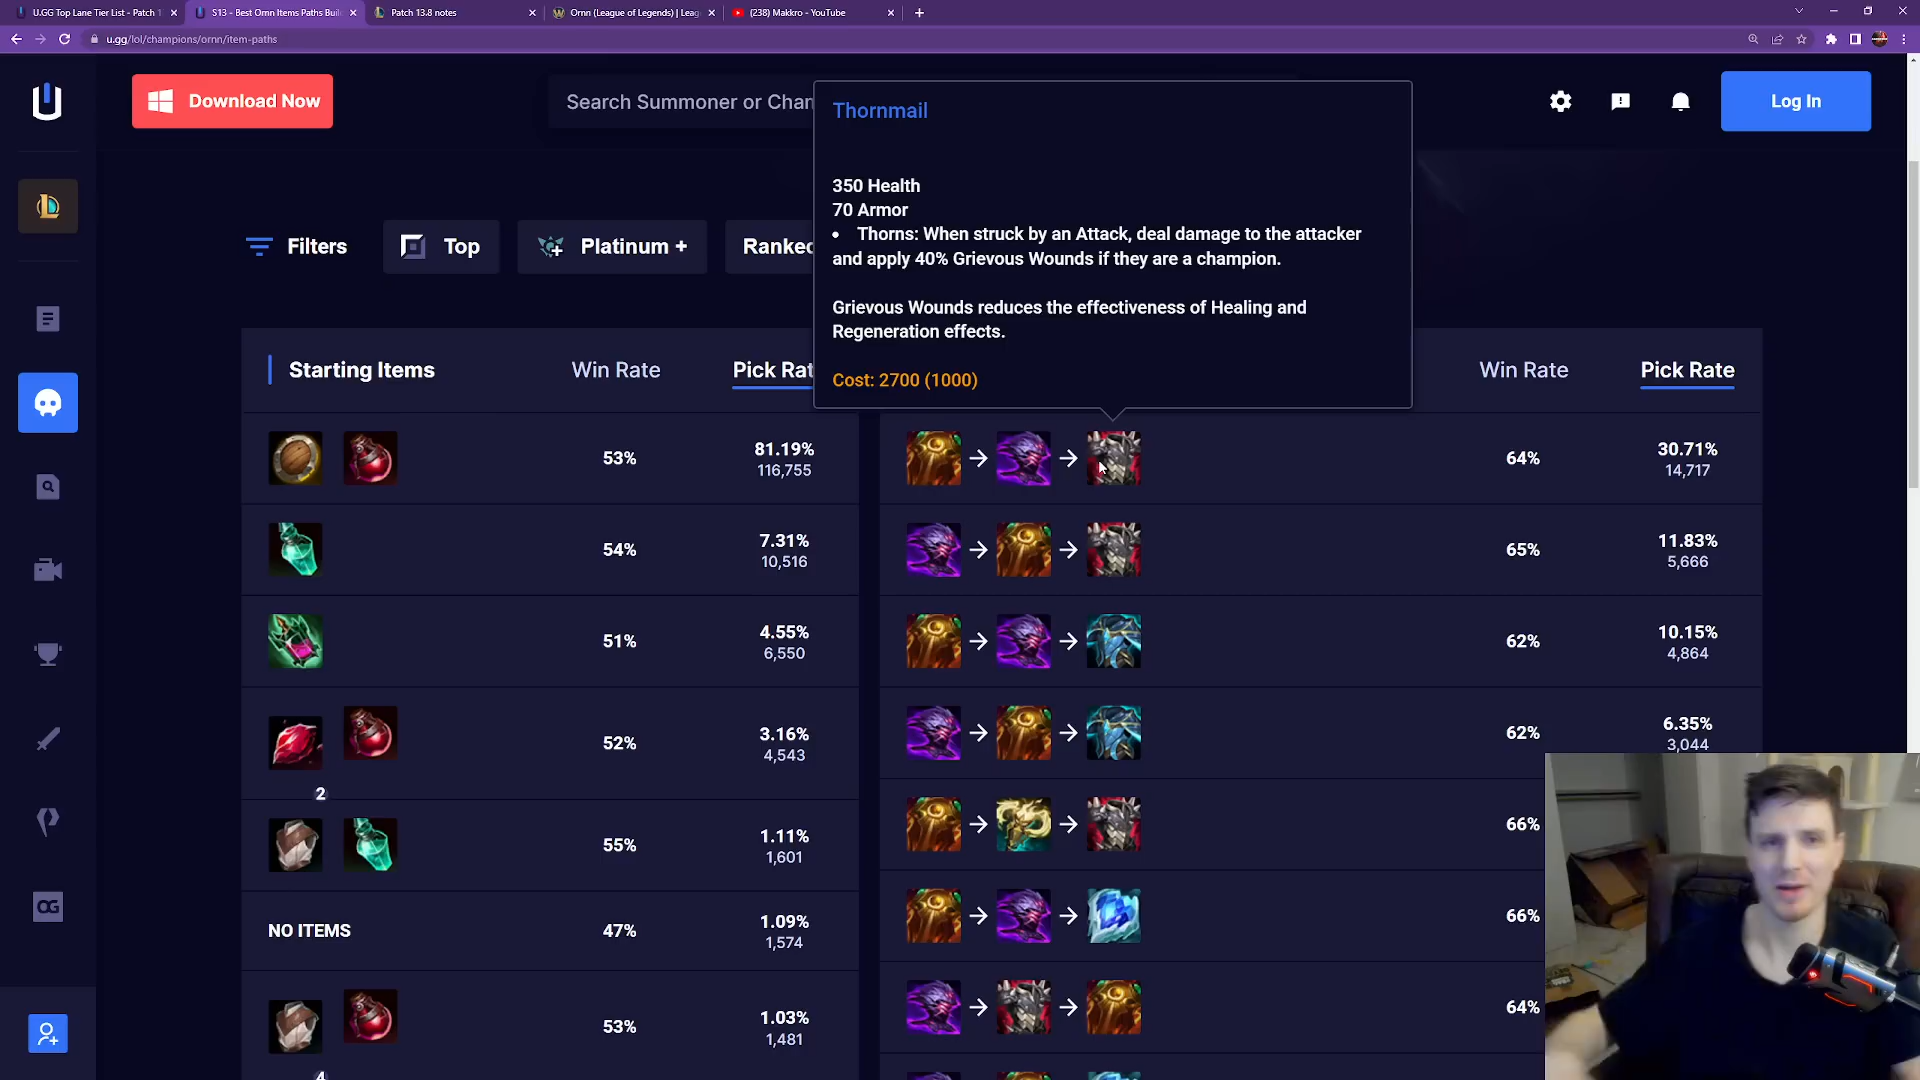 U.GG Top Lane Tier List - Patch 1
S13 - Best Ornn Items Paths Buil
Patch 13.8 notes
Ornn (League of Legends) | Leag
(238) Makkro - YouTube
u.gg/lol/champions/ornn/item-paths
Download Now
Search Summoner or Cham
Log In
Thornmail
350 Health
70 Armor
• Thorns: When struck by an Attack, deal damage to the attacker
and apply 40% Grievous Wounds if they are a champion.
Grievous Wounds reduces the effectiveness of Healing and
Regeneration effects.
Cost: 2700 (1000)
Filters
Top
Platinum +
Ranked
Starting Items
Win Rate
Pick Rat
Win Rate
Pick Rate
53%
81.19%
116,755
64%
30.71%
14,717
54%
7.31%
10,516
65%
11.83%
5,666
51%
4.55%
6,550
62%
10.15%
4,864
2
52%
3.16%
4,543
62%
6.35%
3,044
55%
1.11%
1,601
66%
NO ITEMS
47%
1.09%
1,574
66%
4
53%
1.03%
1,481
64%
OG